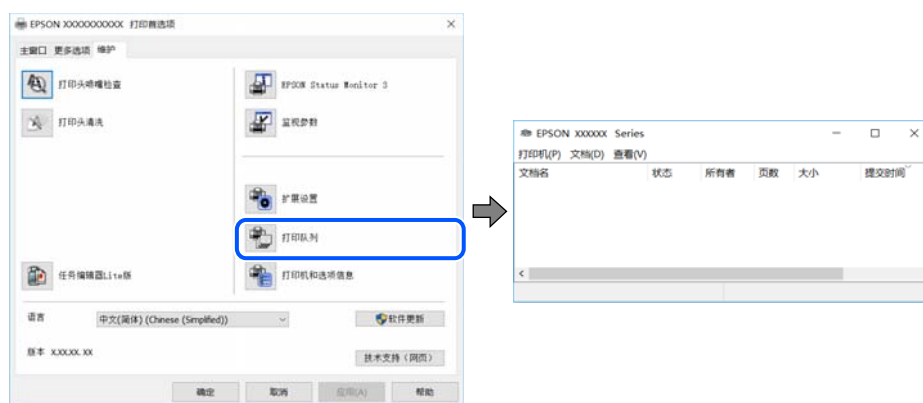 EPSON XXXXXXXXXX 打印首选项
主窗口 更多选项 维护
打印头喷嘴检查
EPSON Status Monitor 3
打印头清洗
监视参数
扩展设置
打印队列
任务编辑器Lite版
打印机和选项信息
语言
中文(简体) (Chinese (Simplified))
软件更新
版本 X.XX.XX.XX
技术支持(网页)
确定 取消 应用(A) 帮助
EPSON XXXXXX Series
打印机(P) 文档(D) 查看(V)
文档名 状态 所有者 页数 大小 提交时间